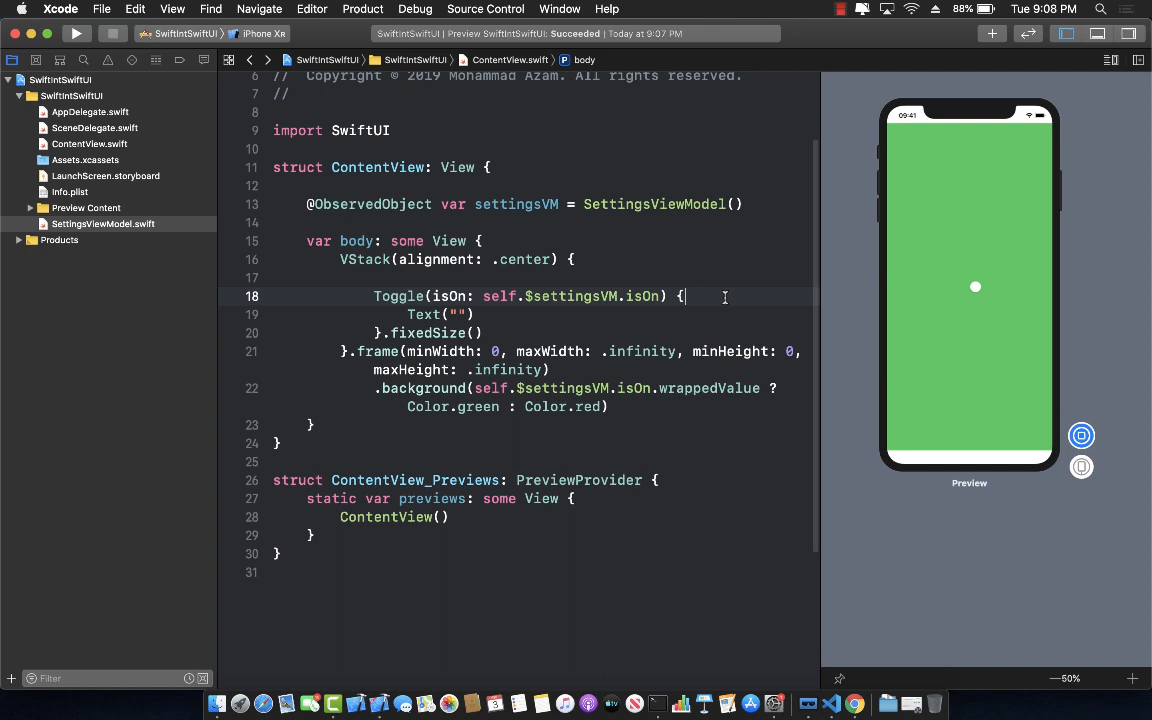 Xcode File Edit View Find Navigate Editor Product Debug Source Control Window Help 88% Tue 9:08 PM
SwiftIntSwiftUI iPhone XR SwiftIntSwiftUI | Preview SwiftIntSwiftUI: Succeeded | Today at 9:07 PM
SwiftIntSwiftUI SwiftIntSwiftUI ContentView.swift P body
SwiftIntSwiftUI
SwiftIntSwiftUI
AppDelegate.swift
SceneDelegate.swift
ContentView.swift
Assets.xcassets
LaunchScreen.storyboard
Info.plist
Preview Content
SettingsViewModel.swift
Products
Filter
6 // Copyright © 2019 Mohammad Azam. All rights reserved.
7 //
8
9 import SwiftUI
10
11 struct ContentView: View {
12
13 @ObservedObject var settingsVM = SettingsViewModel()
14
15 var body: some View {
16 VStack(alignment: .center) {
17
18 Toggle(isOn: self.$settingsVM.isOn) {
19 Text("")
20 }.fixedSize()
21 }.frame(minWidth: 0, maxWidth: .infinity, minHeight: 0,
maxHeight: .infinity)
22 .background(self.$settingsVM.isOn.wrappedValue ?
Color.green : Color.red)
23 }
24 }
25
26 struct ContentView_Previews: PreviewProvider {
27 static var previews: some View {
28 ContentView()
29 }
30 }
31
09:41
Preview
50%